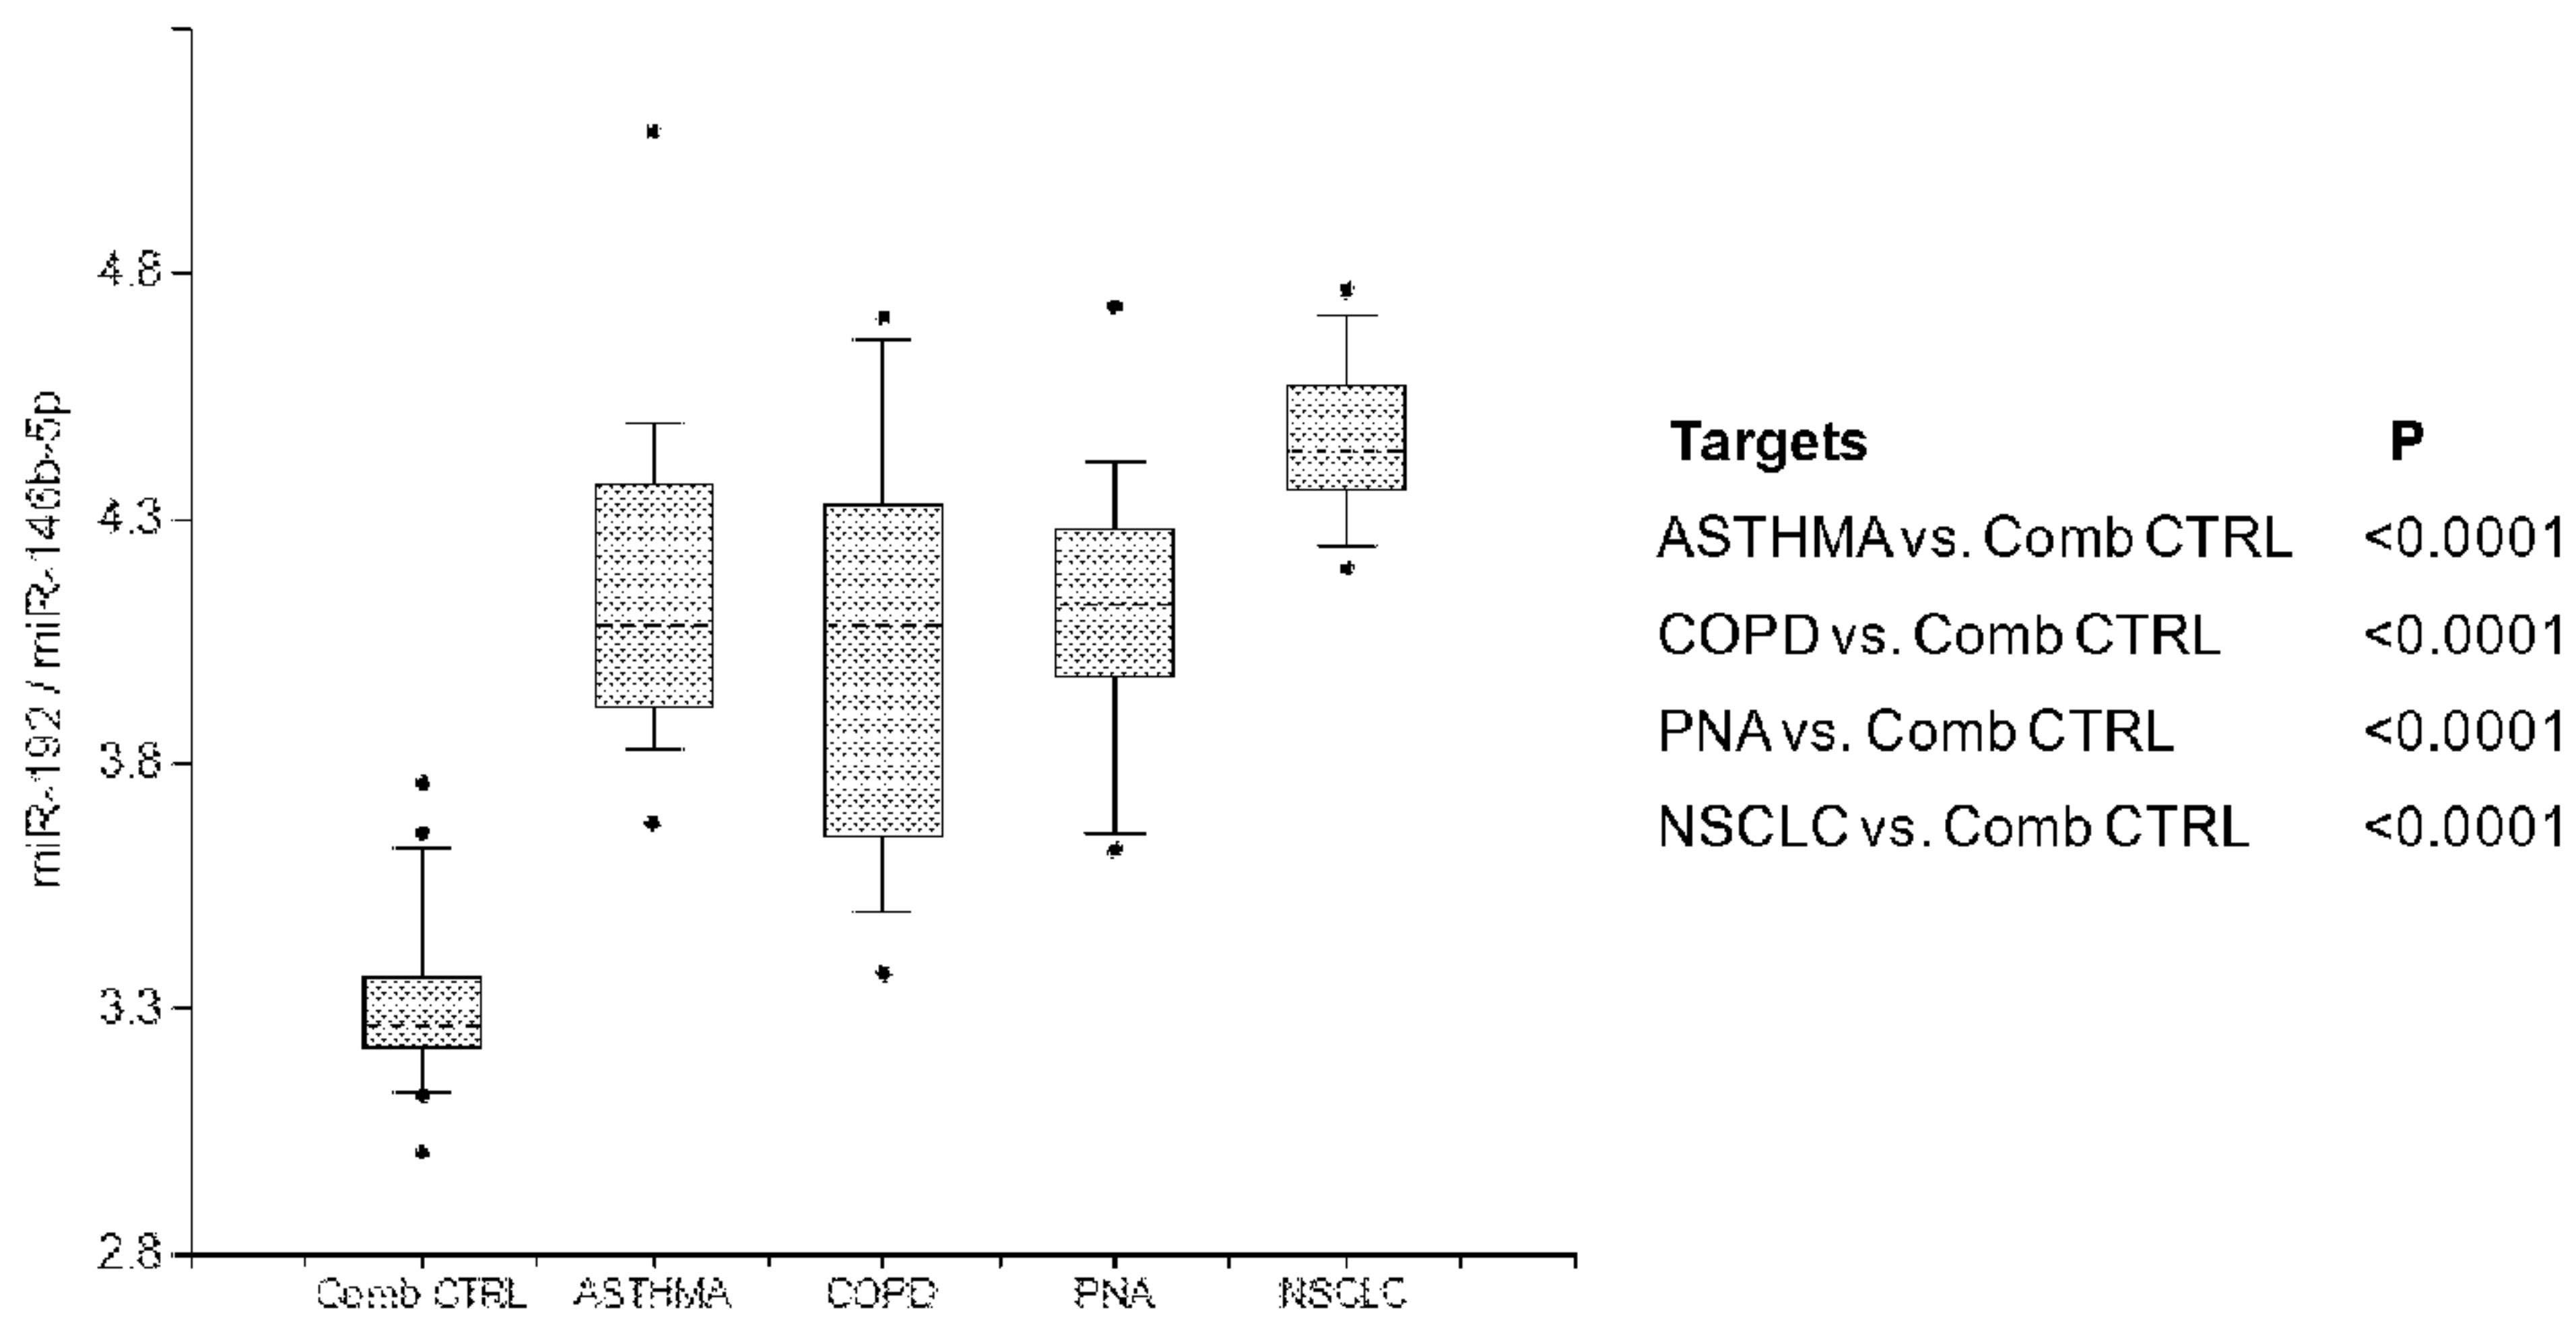 miR-192 / miR-146b-5p
4.8
4.3
3.8
3.3
2.8
Comb CTRL ASTHMA COPD PNA NSCLC
Targets P
ASTHMA vs. Comb CTRL <0.0001
COPD vs. Comb CTRL <0.0001
PNA vs. Comb CTRL <0.0001
NSCLC vs. Comb CTRL <0.0001